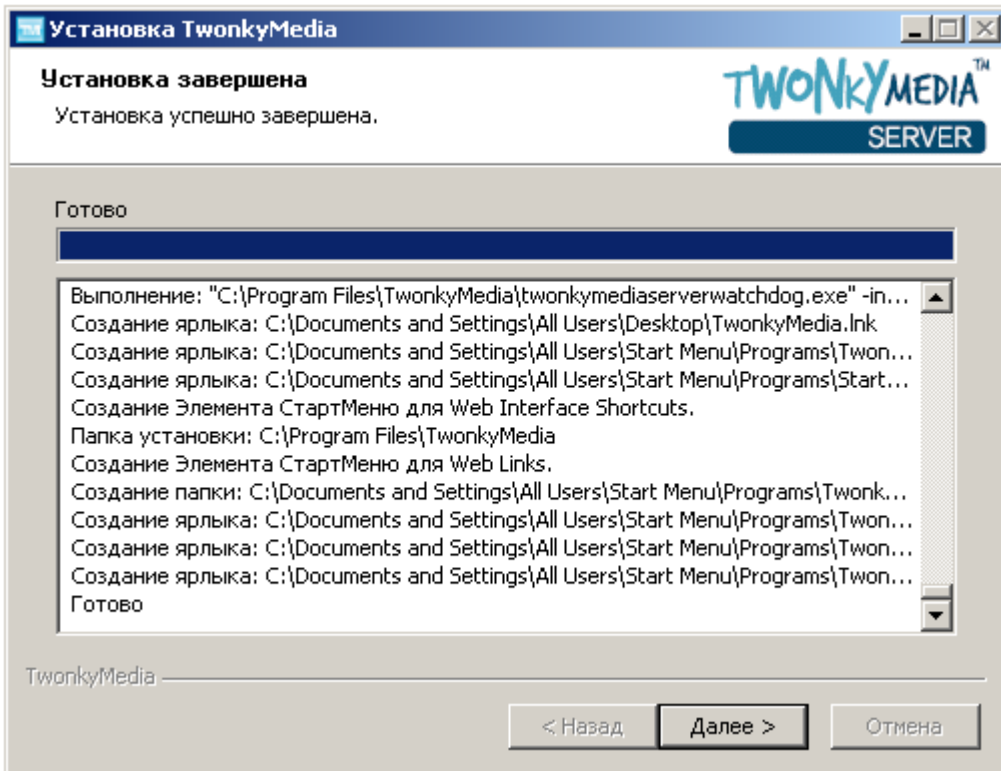 Установка TwonkyMedia
Установка завершена
Установка успешно завершена.
TWONKYMEDIA™
SERVER
Готово
Выполнение: "C:\Program Files\TwonkyMedia\twonkymediaserverwatchdog.exe" -in...
Создание ярлыка: C:\Documents and Settings\All Users\Desktop\TwonkyMedia.lnk
Создание ярлыка: C:\Documents and Settings\All Users\Start Menu\Programs\Twon...
Создание ярлыка: C:\Documents and Settings\All Users\Start Menu\Programs\Start...
Создание Элемента СтартМеню для Web Interface Shortcuts.
Папка установки: C:\Program Files\TwonkyMedia
Создание Элемента СтартМеню для Web Links.
Создание папки: C:\Documents and Settings\All Users\Start Menu\Programs\Twonk...
Создание ярлыка: C:\Documents and Settings\All Users\Start Menu\Programs\Twon...
Создание ярлыка: C:\Documents and Settings\All Users\Start Menu\Programs\Twon...
Создание ярлыка: C:\Documents and Settings\All Users\Start Menu\Programs\Twon...
Готово
TwonkyMedia
< Назад
Далее >
Отмена